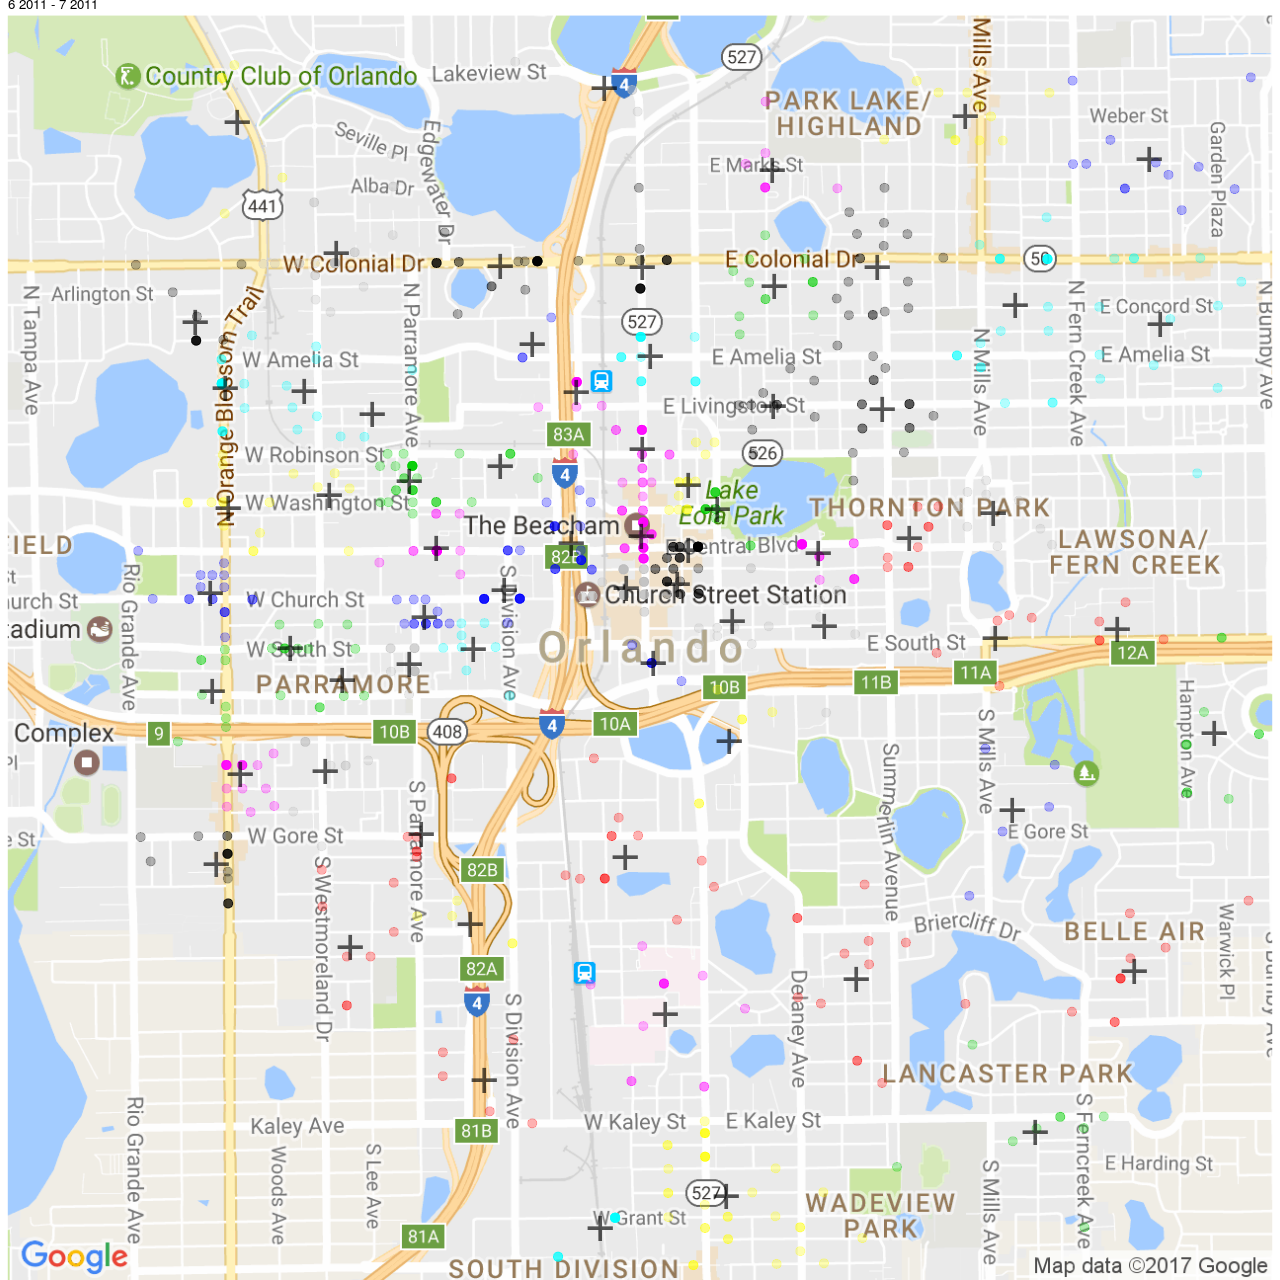 6 2011 - 7 2011
Country Club of Orlando
Lakeview St
4
527
Mills Ave
PARK LAKE/
HIGHLAND
Weber St
Garden Plaza
Seville Pl
Edgewater Dr
E Marks St
Alba Dr
441
W Colonial Dr
E Colonial Dr
50
Arlington St
N Tampa Ave
N Orange Blossom Trail
N Parramore Ave
527
E Concord St
N Fern Creek Ave
N Bumby Ave
W Amelia St
E Amelia St
E Amelia St
N Mills Ave
E Livingston St
83A
W Robinson St
526
4
W Washington St
Lake
Eola Park
THORNTON PARK
The Beacham
E Central Blvd
FIELD
LAWSONA/
FERN CREEK
82B
Rio Grande Ave
S Division Ave
W Church St
Church Street Station
Orlando
W South St
E South St
12A
PARRAMORE
11A
11B
10B
Hampton Ave
Complex
9
10B
408
4
10A
S Mills Ave
Summerlin Avenue
S Parramore Ave
W Gore St
E Gore St
82B
S Westmoreland Dr
Briercliff Dr
BELLE AIR
Warwick Pl
S Bumby Ave
82A
4
S Division Ave
Delaney Ave
LANCASTER PARK
Rio Grande Ave
Kaley Ave
81B
W Kaley St
E Kaley St
S Ferncreek Ave
Woods Ave
S Lee Ave
S Mills Ave
E Harding St
527
WADEVIEW
PARK
W Grant St
81A
Google
SOUTH DIVISION
Map data ©2017 Google